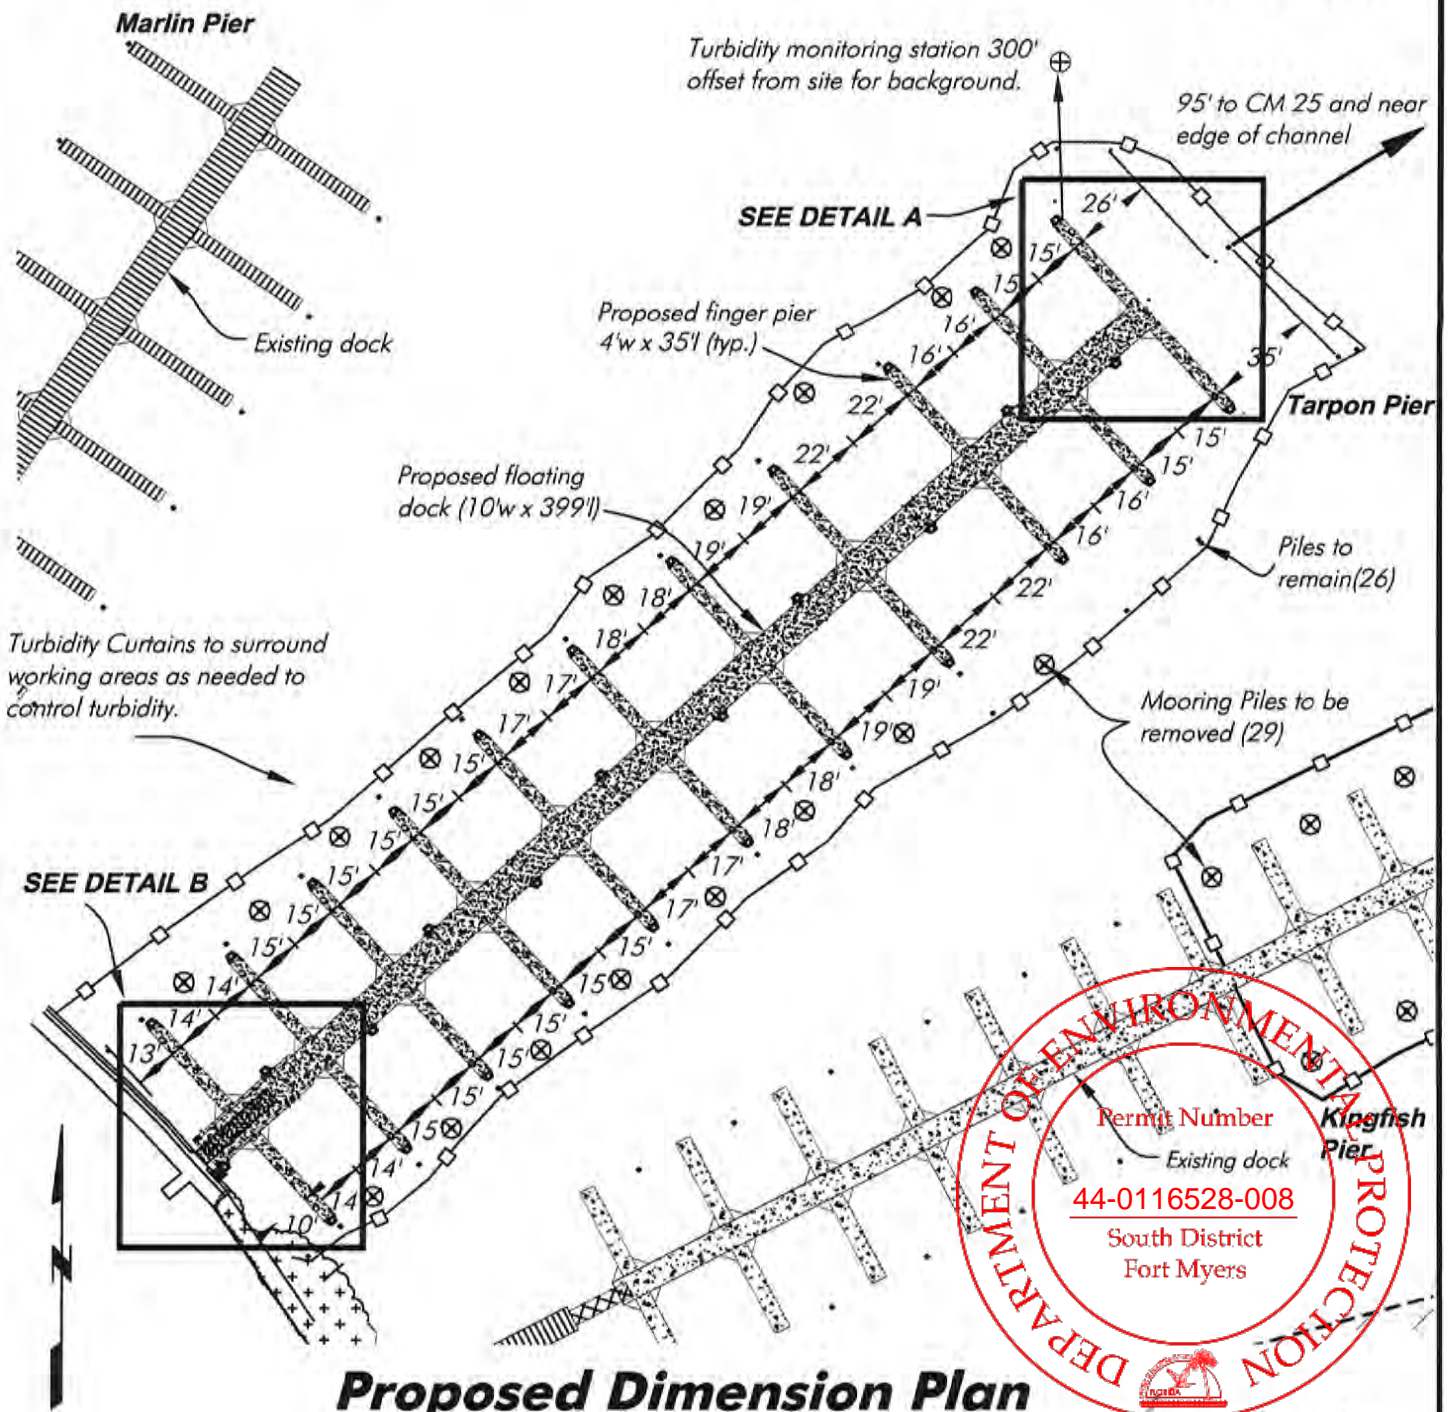 Marlin Pier
Turbidity monitoring station 300'
offset from site for background.
95' to CM 25 and near
edge of channel
SEE DETAIL A
26'
15'
15'
16'
16'
22'
22'
19'
19'
18'
18'
17'
17'
15'
15'
15'
15'
15'
15'
14'
14'
13'
Existing dock
Proposed finger pier
4'w x 35'l (typ.)
35'
Tarpon Pier
15'
15'
16'
16'
22'
22'
19'
19'
18'
18'
17'
17'
15'
15'
15'
15'
15'
15'
14'
14'
10'
Proposed floating
dock (10'w x 399'l)
Piles to
remain(26)
Turbidity Curtains to surround
working areas as needed to
control turbidity.
Mooring Piles to be
removed (29)
SEE DETAIL B
N
Kingfish
Pier
Existing dock
DEPARTMENT OF ENVIRONMENTAL PROTECTION
Permit Number
44-0116528-008
South District
Fort Myers
FLORIDA
Proposed Dimension Plan